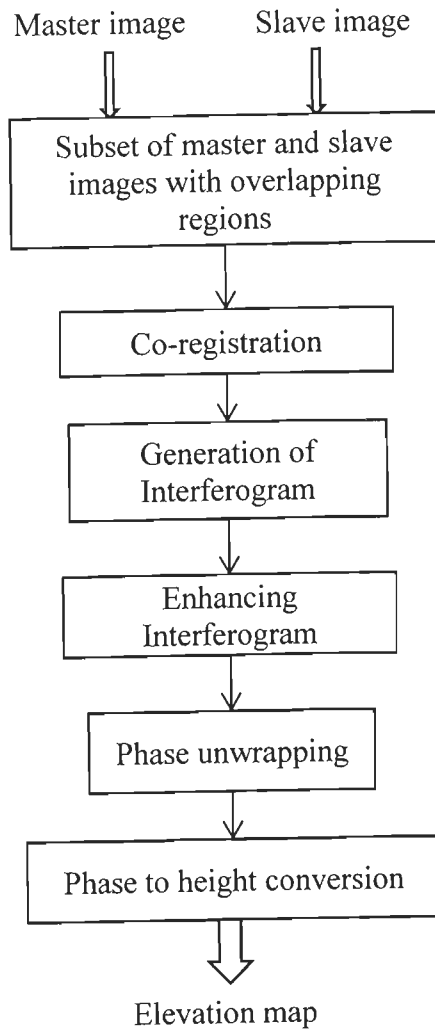 Master image
Slave image
Subset of master and slave
images with overlapping
regions
Co-registration
Generation of
Interferogram
Enhancing
Interferogram
Phase unwrapping
Phase to height conversion
Elevation map